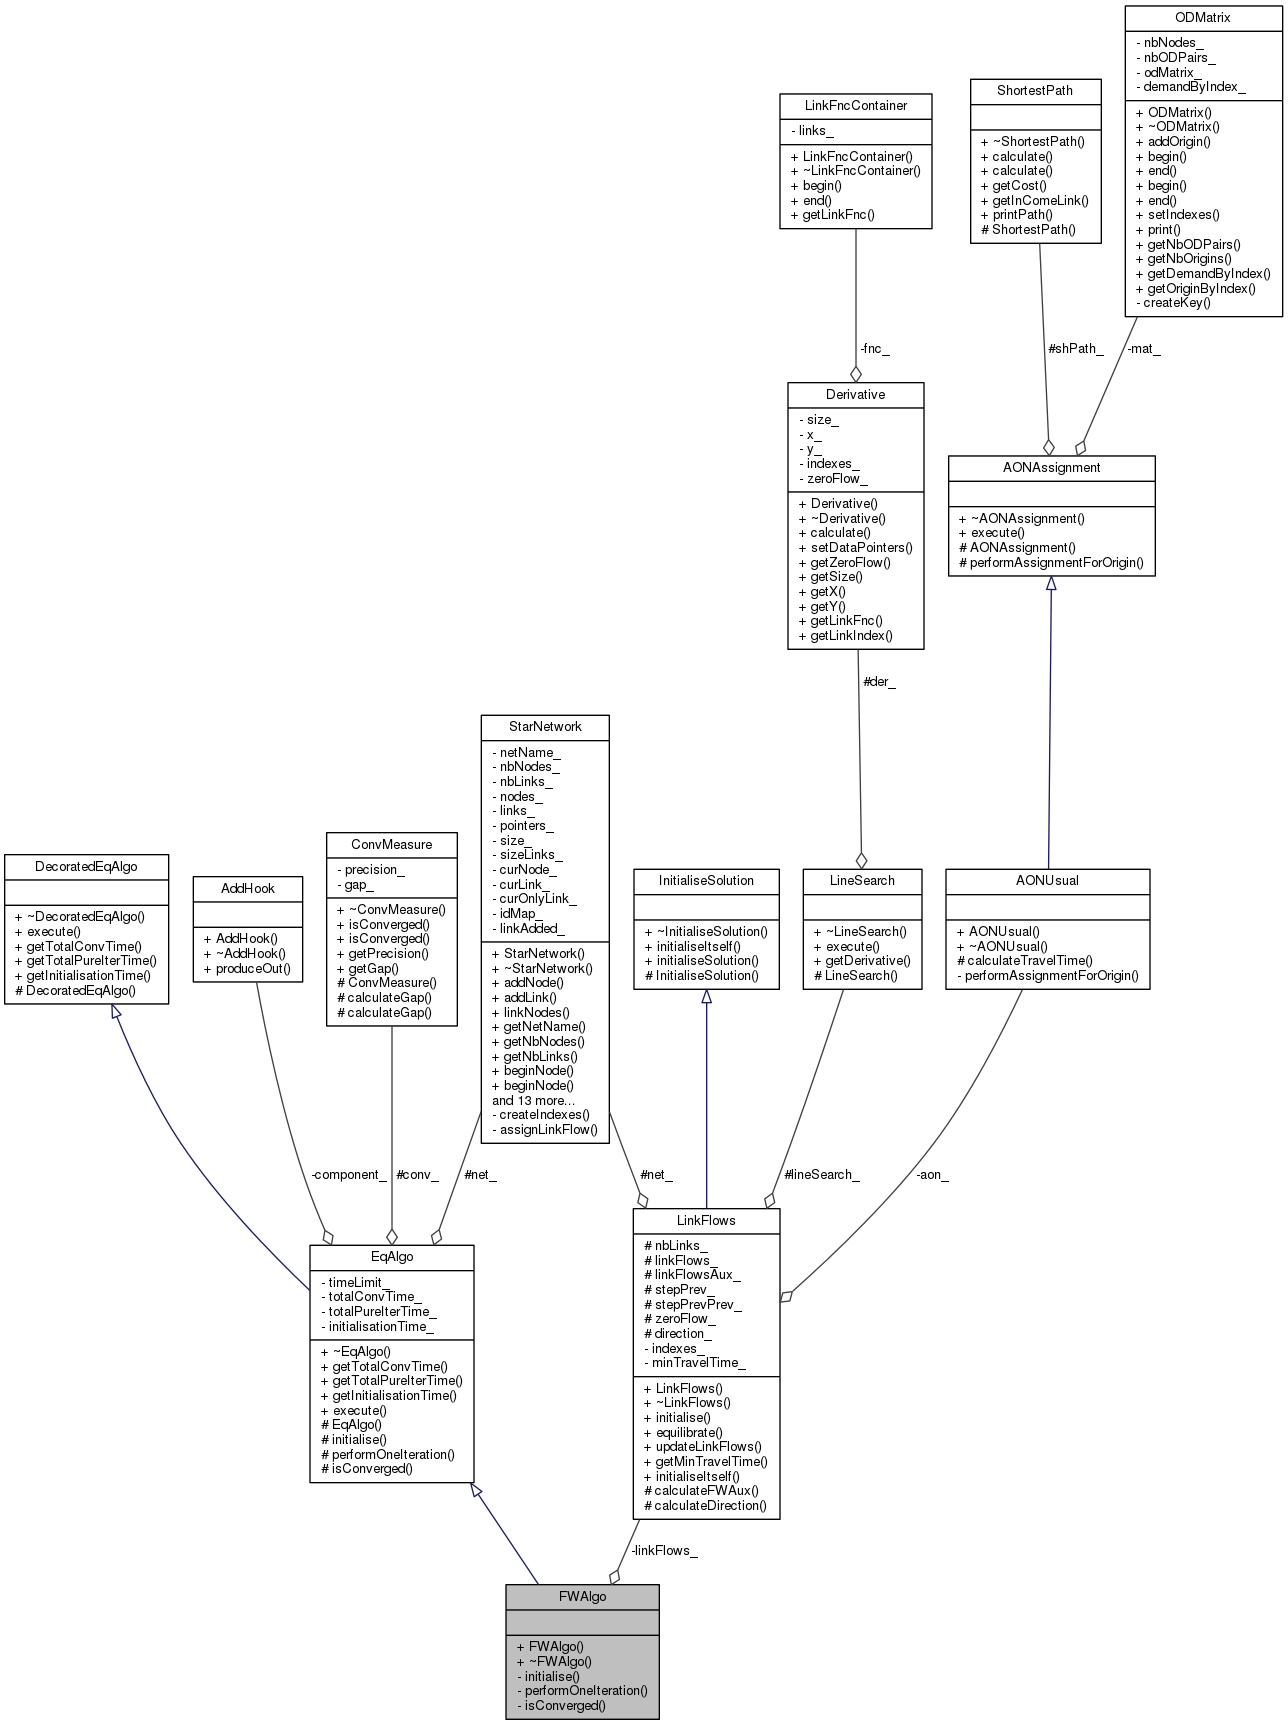 ODMatrix
- nbNodes_
- nbODPairs_
- odMatrix_
- demandByIndex_
+ ODMatrix()
+ ~ODMatrix()
+ addOrigin()
+ begin()
+ end()
+ begin()
+ end()
+ setIndexes()
+ print()
+ getNbODPairs()
+ getNbOrigins()
+ getDemandByIndex()
+ getOriginByIndex()
- createKey()
ShortestPath
+ ~ShortestPath()
+ calculate()
+ calculate()
+ getCost()
+ getInComeLink()
+ printPath()
# ShortestPath()
LinkFncContainer
- links_
+ LinkFncContainer()
+ ~LinkFncContainer()
+ begin()
+ end()
+ getLinkFnc()
-fnc_
#shPath_
-mat_
Derivative
- size_
- x_
- y_
- indexes_
- zeroFlow_
+ Derivative()
+ ~Derivative()
+ calculate()
+ setDataPointers()
+ getZeroFlow()
+ getSize()
+ getX()
+ getY()
+ getLinkFnc()
+ getLinkIndex()
AONAssignment
+ ~AONAssignment()
+ execute()
# AONAssignment()
# performAssignmentForOrigin()
#der_
StarNetwork
- netName_
- nbNodes_
- nbLinks_
- nodes_
- links_
- pointers_
- size_
- sizeLinks_
- curNode_
- curLink_
- curOnlyLink_
- idMap_
- linkAdded_
+ StarNetwork()
+ ~StarNetwork()
+ addNode()
+ addLink()
+ linkNodes()
+ getNetName()
+ getNbNodes()
+ getNbLinks()
+ beginNode()
+ beginNode()
and 13 more...
- createIndexes()
- assignLinkFlow()
DecoratedEqAlgo
+ ~DecoratedEqAlgo()
+ execute()
+ getTotalConvTime()
+ getTotalPureIterTime()
+ getInitialisationTime()
# DecoratedEqAlgo()
AddHook
+ AddHook()
+ ~AddHook()
+ produceOut()
ConvMeasure
- precision_
- gap_
+ ~ConvMeasure()
+ isConverged()
+ isConverged()
+ getPrecision()
+ getGap()
# ConvMeasure()
# calculateGap()
# calculateGap()
InitialiseSolution
+ ~InitialiseSolution()
+ initialiseItself()
+ initialiseSolution()
# InitialiseSolution()
LineSearch
+ ~LineSearch()
+ execute()
+ getDerivative()
# LineSearch()
AONUsual
+ AONUsual()
+ ~AONUsual()
# calculateTravelTime()
- performAssignmentForOrigin()
-component_
#conv_
#net_
#net_
#lineSearch_
-aon_
EqAlgo
- timeLimit_
- totalConvTime_
- totalPureIterTime_
- initialisationTime_
+ ~EqAlgo()
+ getTotalConvTime()
+ getTotalPureIterTime()
+ getInitialisationTime()
+ execute()
# EqAlgo()
# initialise()
# performOneIteration()
# isConverged()
LinkFlows
# nbLinks_
# linkFlows_
# linkFlowsAux_
# stepPrev_
# stepPrevPrev_
# zeroFlow_
# direction_
- indexes_
- minTravelTime_
+ LinkFlows()
+ ~LinkFlows()
+ initialise()
+ equilibrate()
+ updateLinkFlows()
+ getMinTravelTime()
+ initialiseItself()
# calculateFWAux()
# calculateDirection()
-linkFlows_
FWAlgo
+ FWAlgo()
+ ~FWAlgo()
- initialise()
- performOneIteration()
- isConverged()